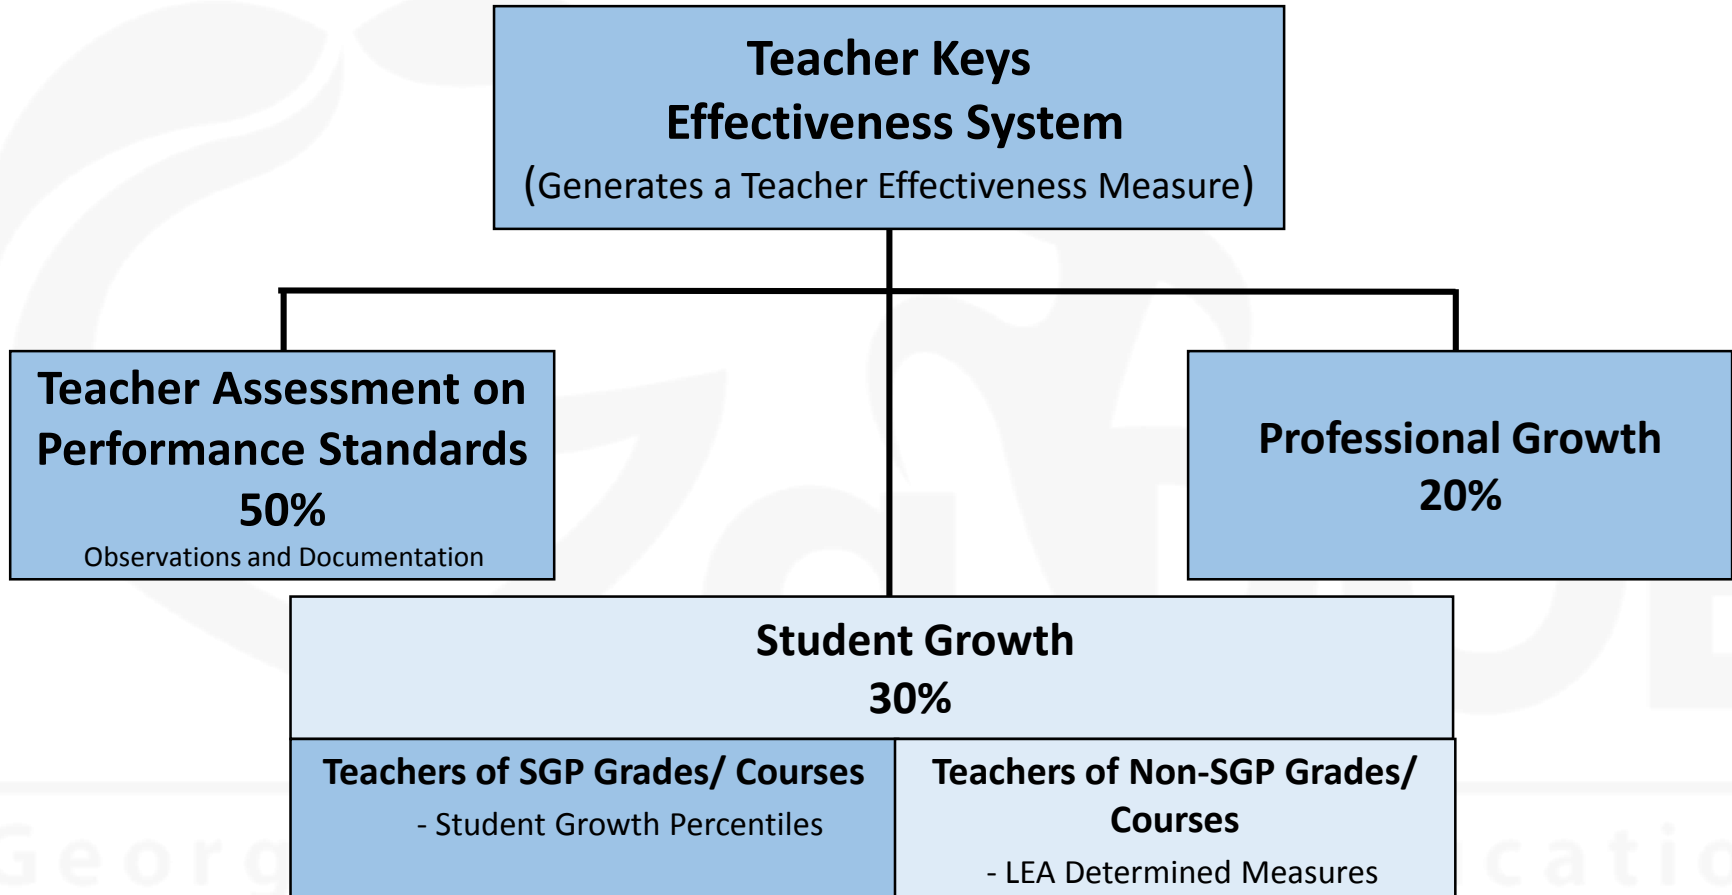 Teacher Keys
Effectiveness System
(Generates a Teacher Effectiveness Measure)
Teacher Assessment on
Performance Standards
50%
Observations and Documentation
Professional Growth
20%
Student Growth
30%
Teachers of SGP Grades/ Courses
- Student Growth Percentiles
Teachers of Non-SGP Grades/
Courses
- LEA Determined Measures